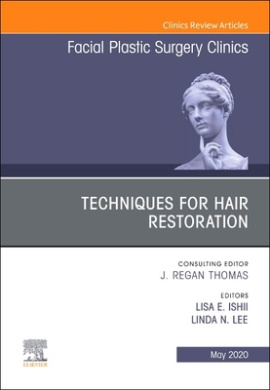 Clinics Review Articles
Facial Plastic Surgery Clinics
TECHNIQUES FOR HAIR
RESTORATION
CONSULTING EDITOR
J. REGAN THOMAS
EDITORS
LISA E. ISHII
LINDA N. LEE
ELSEVIER
May 2020